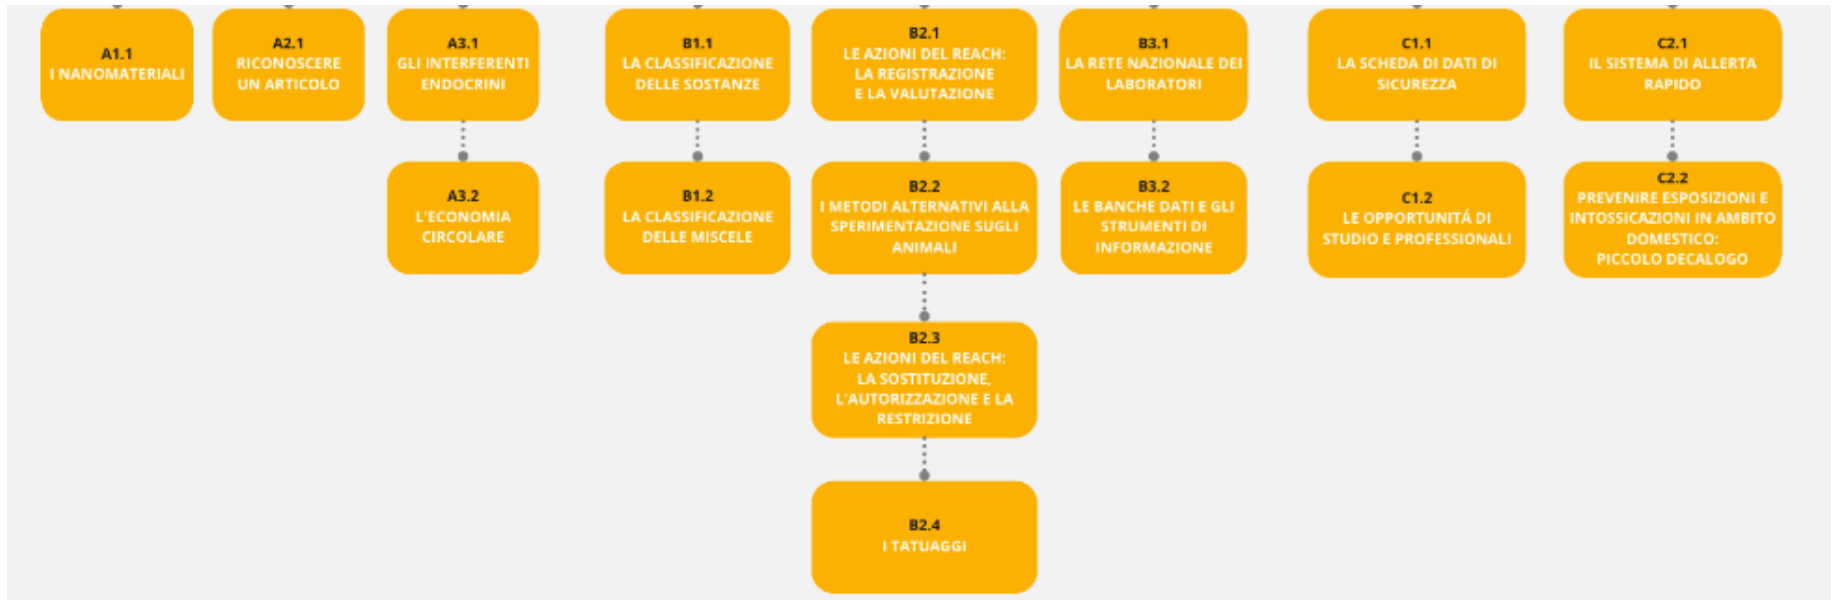 A1.1
I NANOMATERIALI
A2.1
RICONOSCERE
UN ARTICOLO
A3.1
GLI INTERFERENTI
ENDOCRINI
B1.1
LA CLASSIFICAZIONE
DELLE SOSTANZE
B2.1
LE AZIONI DEL REACH:
LA REGISTRAZIONE
E LA VALUTAZIONE
B3.1
LA RETE NAZIONALE DEI
LABORATORI
C1.1
LA SCHEDA DI DATI DI
SICUREZZA
C2.1
IL SISTEMA DI ALLERTA
RAPIDO
A3.2
L'ECONOMIA
CIRCOLARE
B1.2
LA CLASSIFICAZIONE
DELLE MISCELE
B2.2
I METODI ALTERNATIVI ALLA
SPERIMENTAZIONE SUGLI
ANIMALI
B3.2
LE BANCHE DATI E GLI
STRUMENTI DI
INFORMAZIONE
C1.2
LE OPPORTUNITÁ DI
STUDIO E PROFESSIONALI
C2.2
PREVENIRE ESPOSIZIONI E
INTOSSICAZIONI IN AMBITO
DOMESTICO:
PICCOLO DECALOGO
B2.3
LE AZIONI DEL REACH:
LA SOSTITUZIONE,
L'AUTORIZZAZIONE E LA
RESTRIZIONE
B2.4
I TATUAGGI